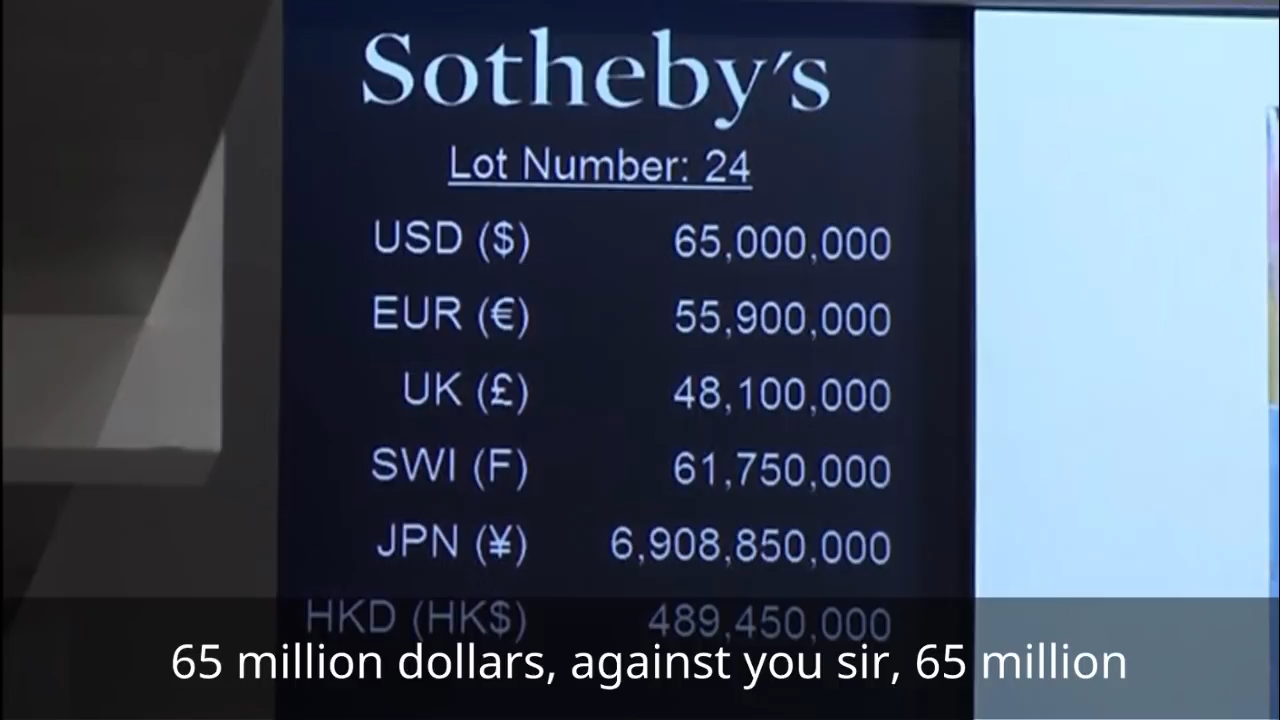 Sotheby's
Lot Number: 24
USD ($) 65,000,000
EUR (€) 55,900,000
UK (£) 48,100,000
SWI (F) 61,750,000
JPN (¥) 6,908,850,000
HKD (HK$) 489,450,000
65 million dollars, against you sir, 65 million